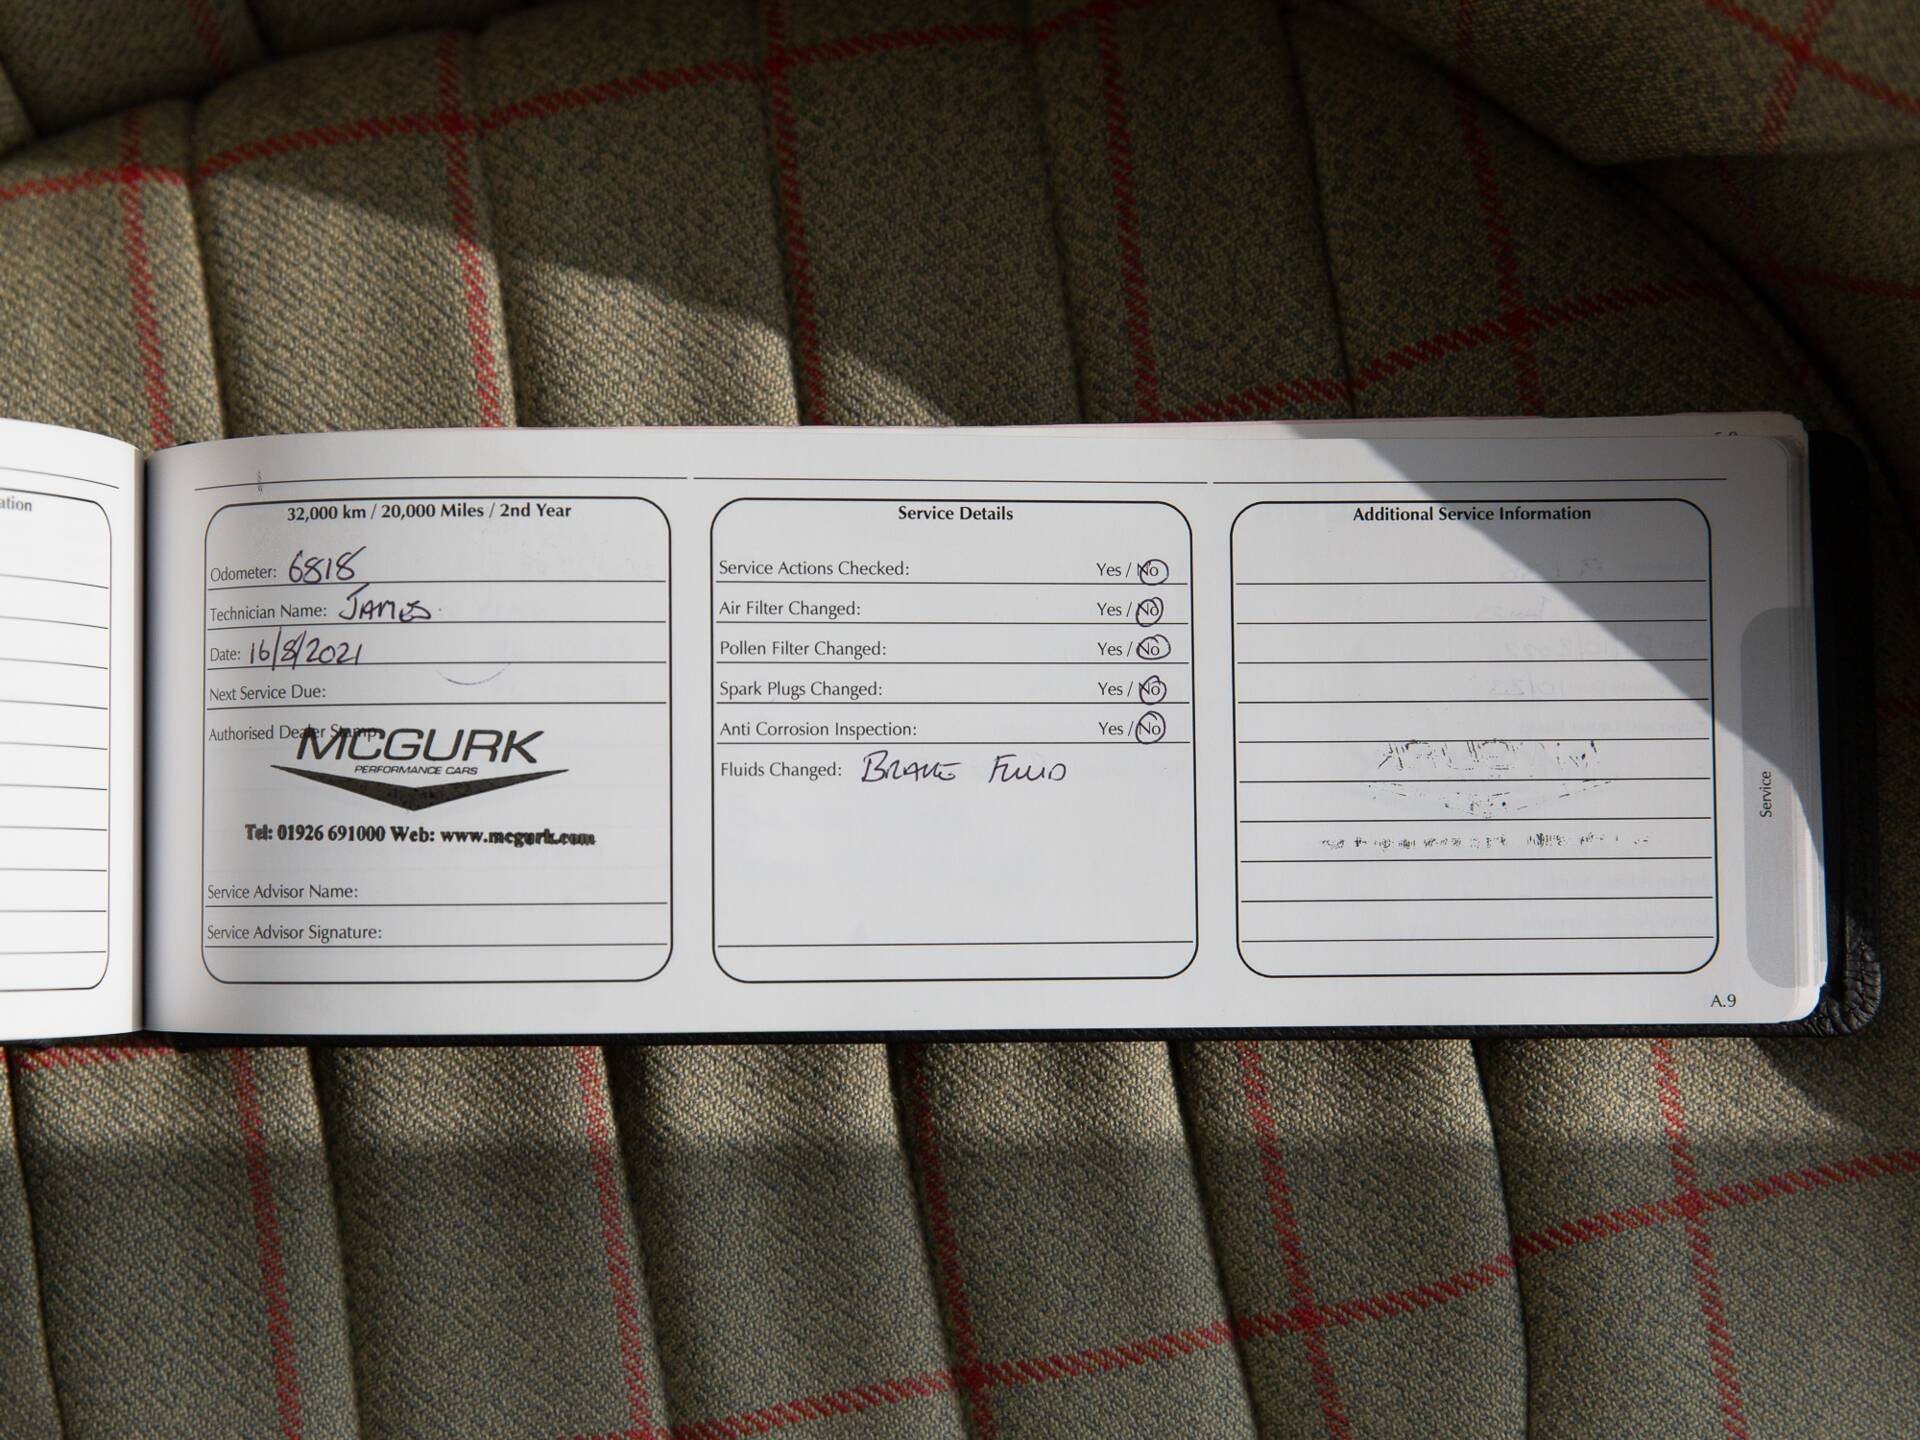 ation
32,000 km / 20,000 Miles / 2nd Year
Odometer: 6818
Technician Name: JAMES
Date: 16/8/2021
Next Service Due:
Authorised Dealer Stamp
MCGURK
PERFORMANCE CARS
Tel: 01926 691000 Web: www.mcgurk.com
Service Advisor Name:
Service Advisor Signature:
Service Details
Service Actions Checked: Yes / No
Air Filter Changed: Yes / No
Pollen Filter Changed: Yes / No
Spark Plugs Changed: Yes / No
Anti Corrosion Inspection: Yes / No
Fluids Changed: BRAKE FLUID
Additional Service Information
Service
A.9